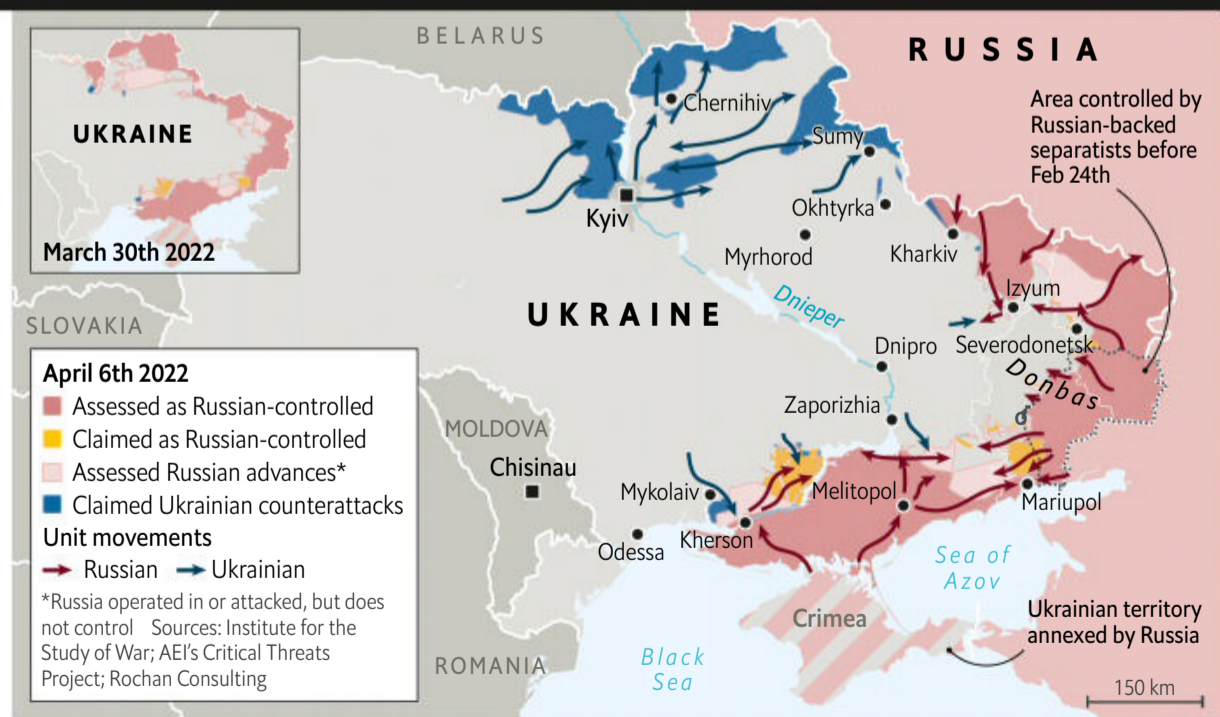 BELARUS
RUSSIA
UKRAINE
March 30th 2022
Chernihiv
Sumy
Kyiv
Okhtyrka
Myrhorod
Kharkiv
Area controlled by
Russian-backed
separatists before
Feb 24th
SLOVAKIA
UKRAINE
Dnieper
Izyum
Dnipro
Severodonetsk
Donbas
Zaporizhia
MOLDOVA
Chisinau
Mykolaiv
Melitopol
Mariupol
Odessa
Kherson
Sea of
Azov
Crimea
Ukrainian territory
annexed by Russia
Black
Sea
ROMANIA
150 km
April 6th 2022
Assessed as Russian-controlled
Claimed as Russian-controlled
Assessed Russian advances*
Claimed Ukrainian counterattacks
Unit movements
Russian Ukrainian
*Russia operated in or attacked, but does
not control Sources: Institute for the
Study of War; AEI’s Critical Threats
Project; Rochan Consulting